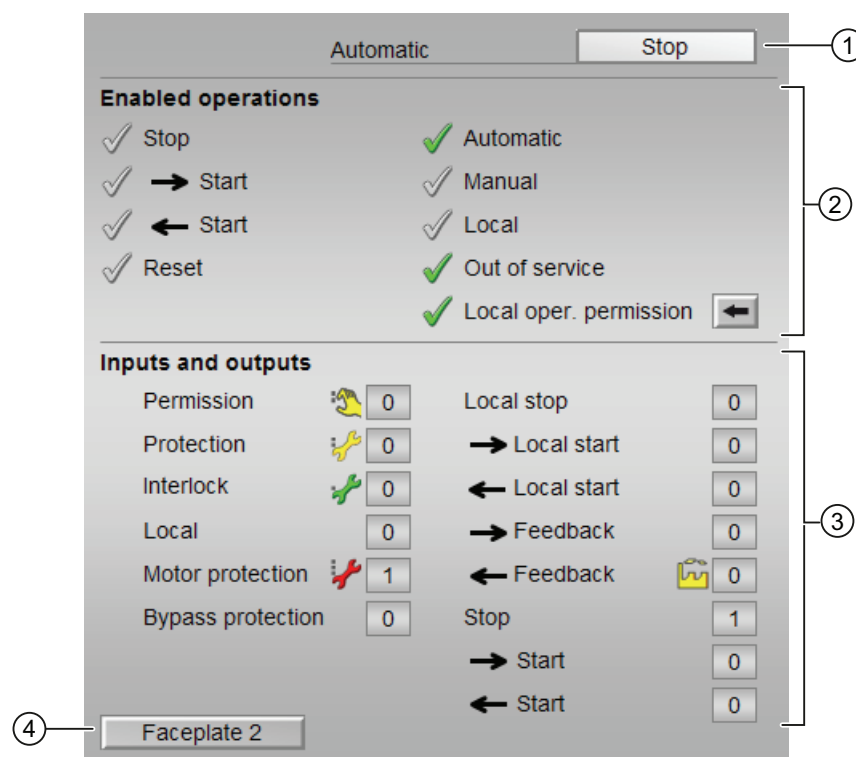 Automatic Stop 1
Enabled operations
Stop Automatic
Start Manual 2
Start Local
Reset Out of service
Local oper. permission
Inputs and outputs
Permission 0 Local stop 0
Protection 0 Local start 0
Interlock 0 Local start 0
Local 0 Feedback 0 3
Motor protection 1 Feedback 0
Bypass protection 0 Stop 1
Start 0
Start 0
4 Faceplate 2